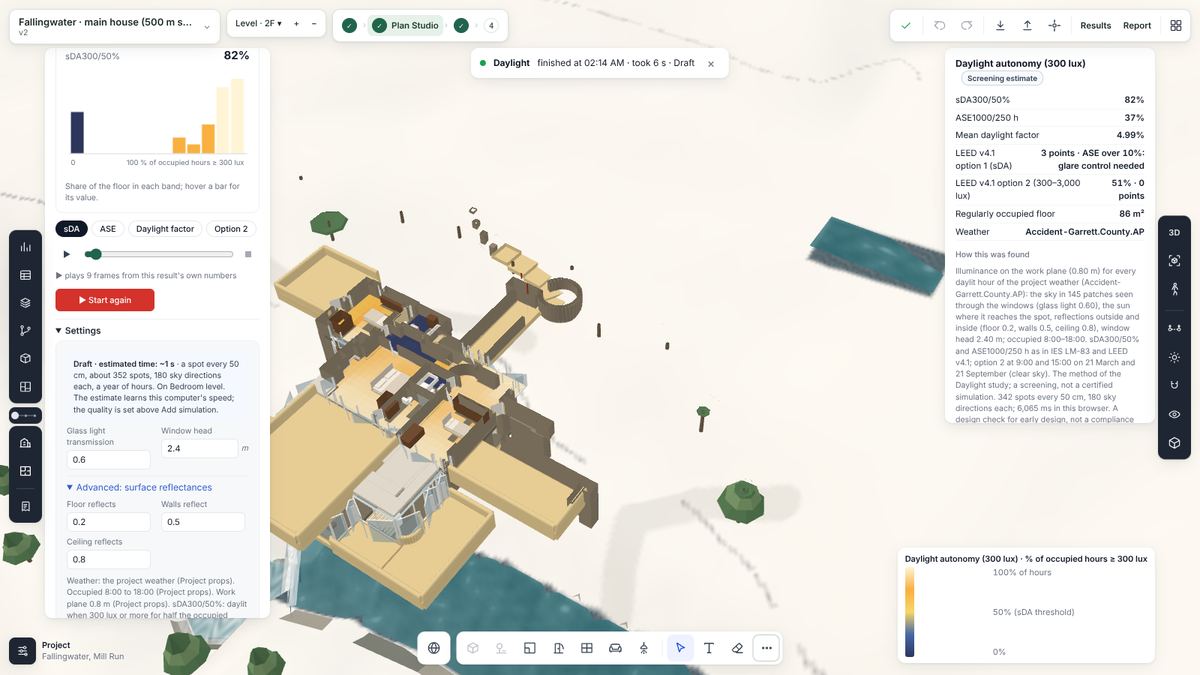 Fallingwater · main house (500 m s...
v2
Level · 2F ▾ + −
Plan Studio
4
Results
Report
Daylight finished at 02:14 AM · took 6 s · Draft ×
sDA300/50% 82%
0 100 % of occupied hours ≥ 300 lux
Share of the floor in each band; hover a bar for
its value.
sDA ASE Daylight factor Option 2
▶ plays 9 frames from this result's own numbers
▶ Start again
▼ Settings
Draft · estimated time: ~1 s · a spot every 50
cm, about 352 spots, 180 sky directions
each, a year of hours. On Bedroom level.
The estimate learns this computer's speed;
the quality is set above Add simulation.
Glass light
transmission
Window head
0.6
2.4 m
▼ Advanced: surface reflectances
Floor reflects Walls reflect
0.2 0.5
Ceiling reflects
0.8
Weather: the project weather (Project props).
Occupied 8:00 to 18:00 (Project props). Work
plane 0.8 m (Project props). sDA300/50%: daylit
when 300 lux or more for half the occupied
Project
Fallingwater, Mill Run
Daylight autonomy (300 lux)
Screening estimate
sDA300/50% 82%
ASE1000/250 h 37%
Mean daylight factor 4.99%
LEED v4.1 3 points · ASE over 10%:
option 1 (sDA) glare control needed
LEED v4.1 option 2 (300–3,000 51% · 0
lux) points
Regularly occupied floor 86 m²
Weather Accident-Garrett.County.AP
How this was found
Illuminance on the work plane (0.80 m) for every
daylit hour of the project weather (Accident-
Garrett.County.AP): the sky in 145 patches seen
through the windows (glass light 0.60), the sun
where it reaches the spot, reflections outside and
inside (floor 0.2, walls 0.5, ceiling 0.8), window
head 2.40 m; occupied 8:00–18:00. sDA300/50%
and ASE1000/250 h as in IES LM-83 and LEED
v4.1; option 2 at 9:00 and 15:00 on 21 March and
21 September (clear sky). The method of the
Daylight study; a screening, not a certified
simulation. 342 spots every 50 cm, 180 sky
directions each; 6,065 ms in this browser. A
design check for early design, not a compliance
3D
Daylight autonomy (300 lux) · % of occupied hours ≥ 300 lux
100% of hours
50% (sDA threshold)
0%